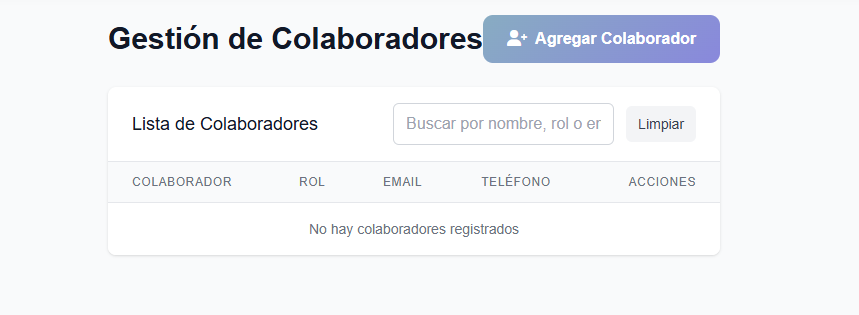 Gestión de Colaboradores
Agregar Colaborador
Lista de Colaboradores
Buscar por nombre, rol o er
Limpiar
COLABORADOR ROL EMAIL TELÉFONO ACCIONES
No hay colaboradores registrados